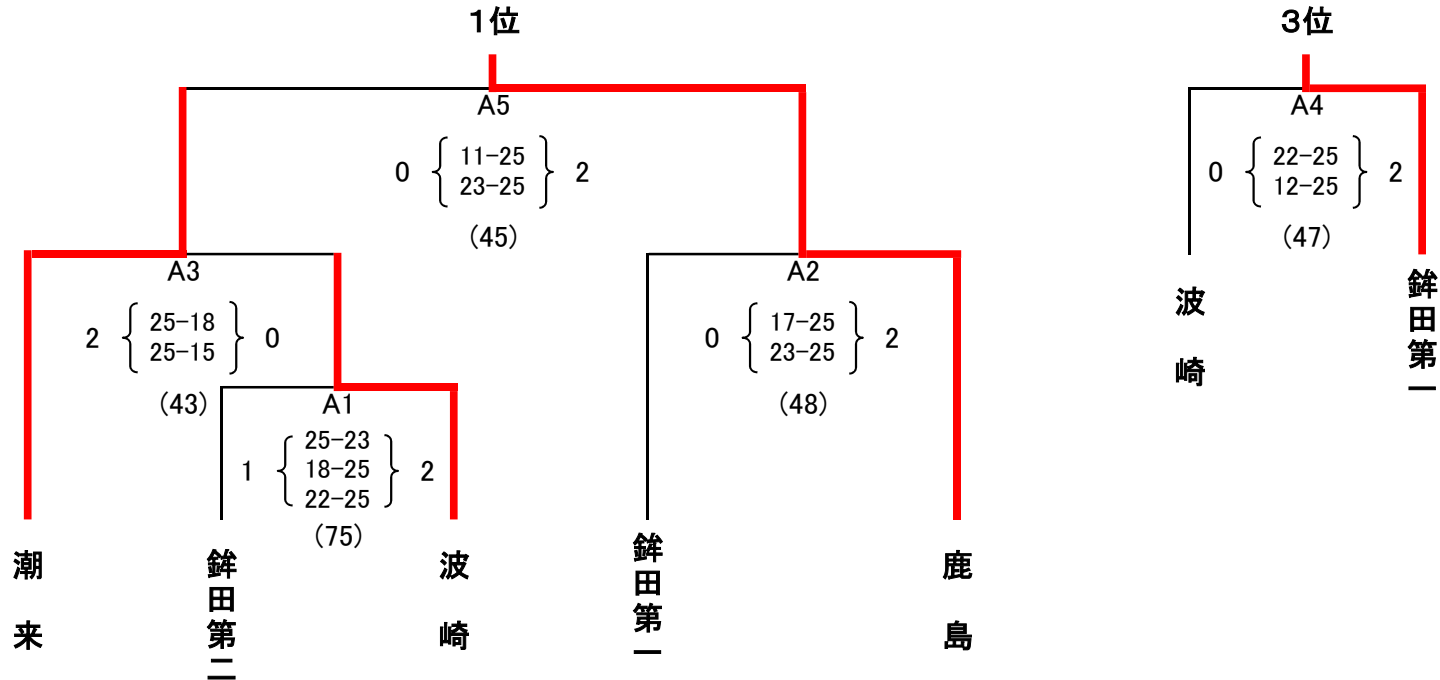 1位
3位
A5
0 { 11-25 } 2
23-25
(45)
A4
0 { 22-25 } 2
12-25
(47)
A3
2 { 25-18 } 0
25-15
(43)
A2
0 { 17-25 } 2
23-25
(48)
A1
1 { 25-23 } 2
18-25
22-25
(75)
潮来
鉾田第二
波崎
鉾田第一
鹿島
波崎
鉾田第一